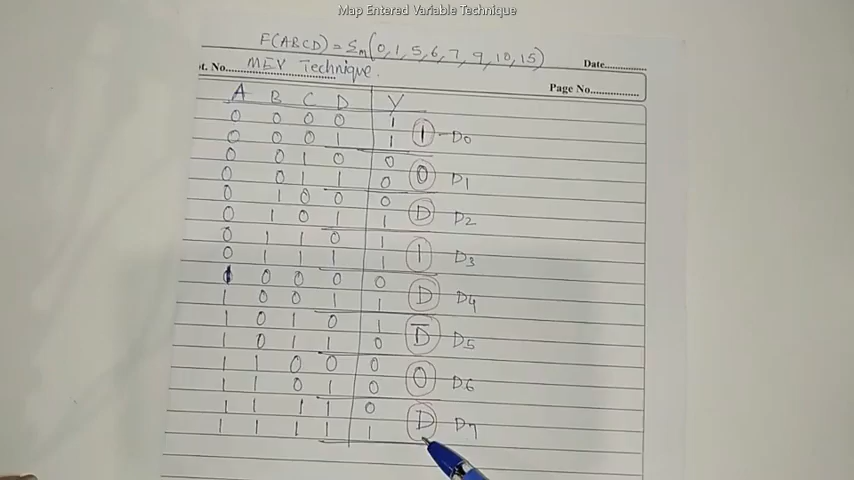 Map Entered Variable Technique
F(ABCD) = Σm(0, 1, 5, 6, 7, 9, 10, 15)
Date..............
t. No. MEV Technique.
Page No.................
A B C D Y
0 0 0 0 1
0 0 0 1 1 1 - D0
0 0 1 0 0
0 0 1 1 0 0 D1
0 1 0 0 0
0 1 0 1 1 D D2
0 1 1 0 1
0 1 1 1 1 1 D3
1 0 0 0 0
1 0 0 1 1 D D4
1 0 1 0 1
1 0 1 1 0 D̅ D5
1 1 0 0 0
1 1 0 1 0 0 D6
1 1 1 1 0
1 1 1 1 1 D D7